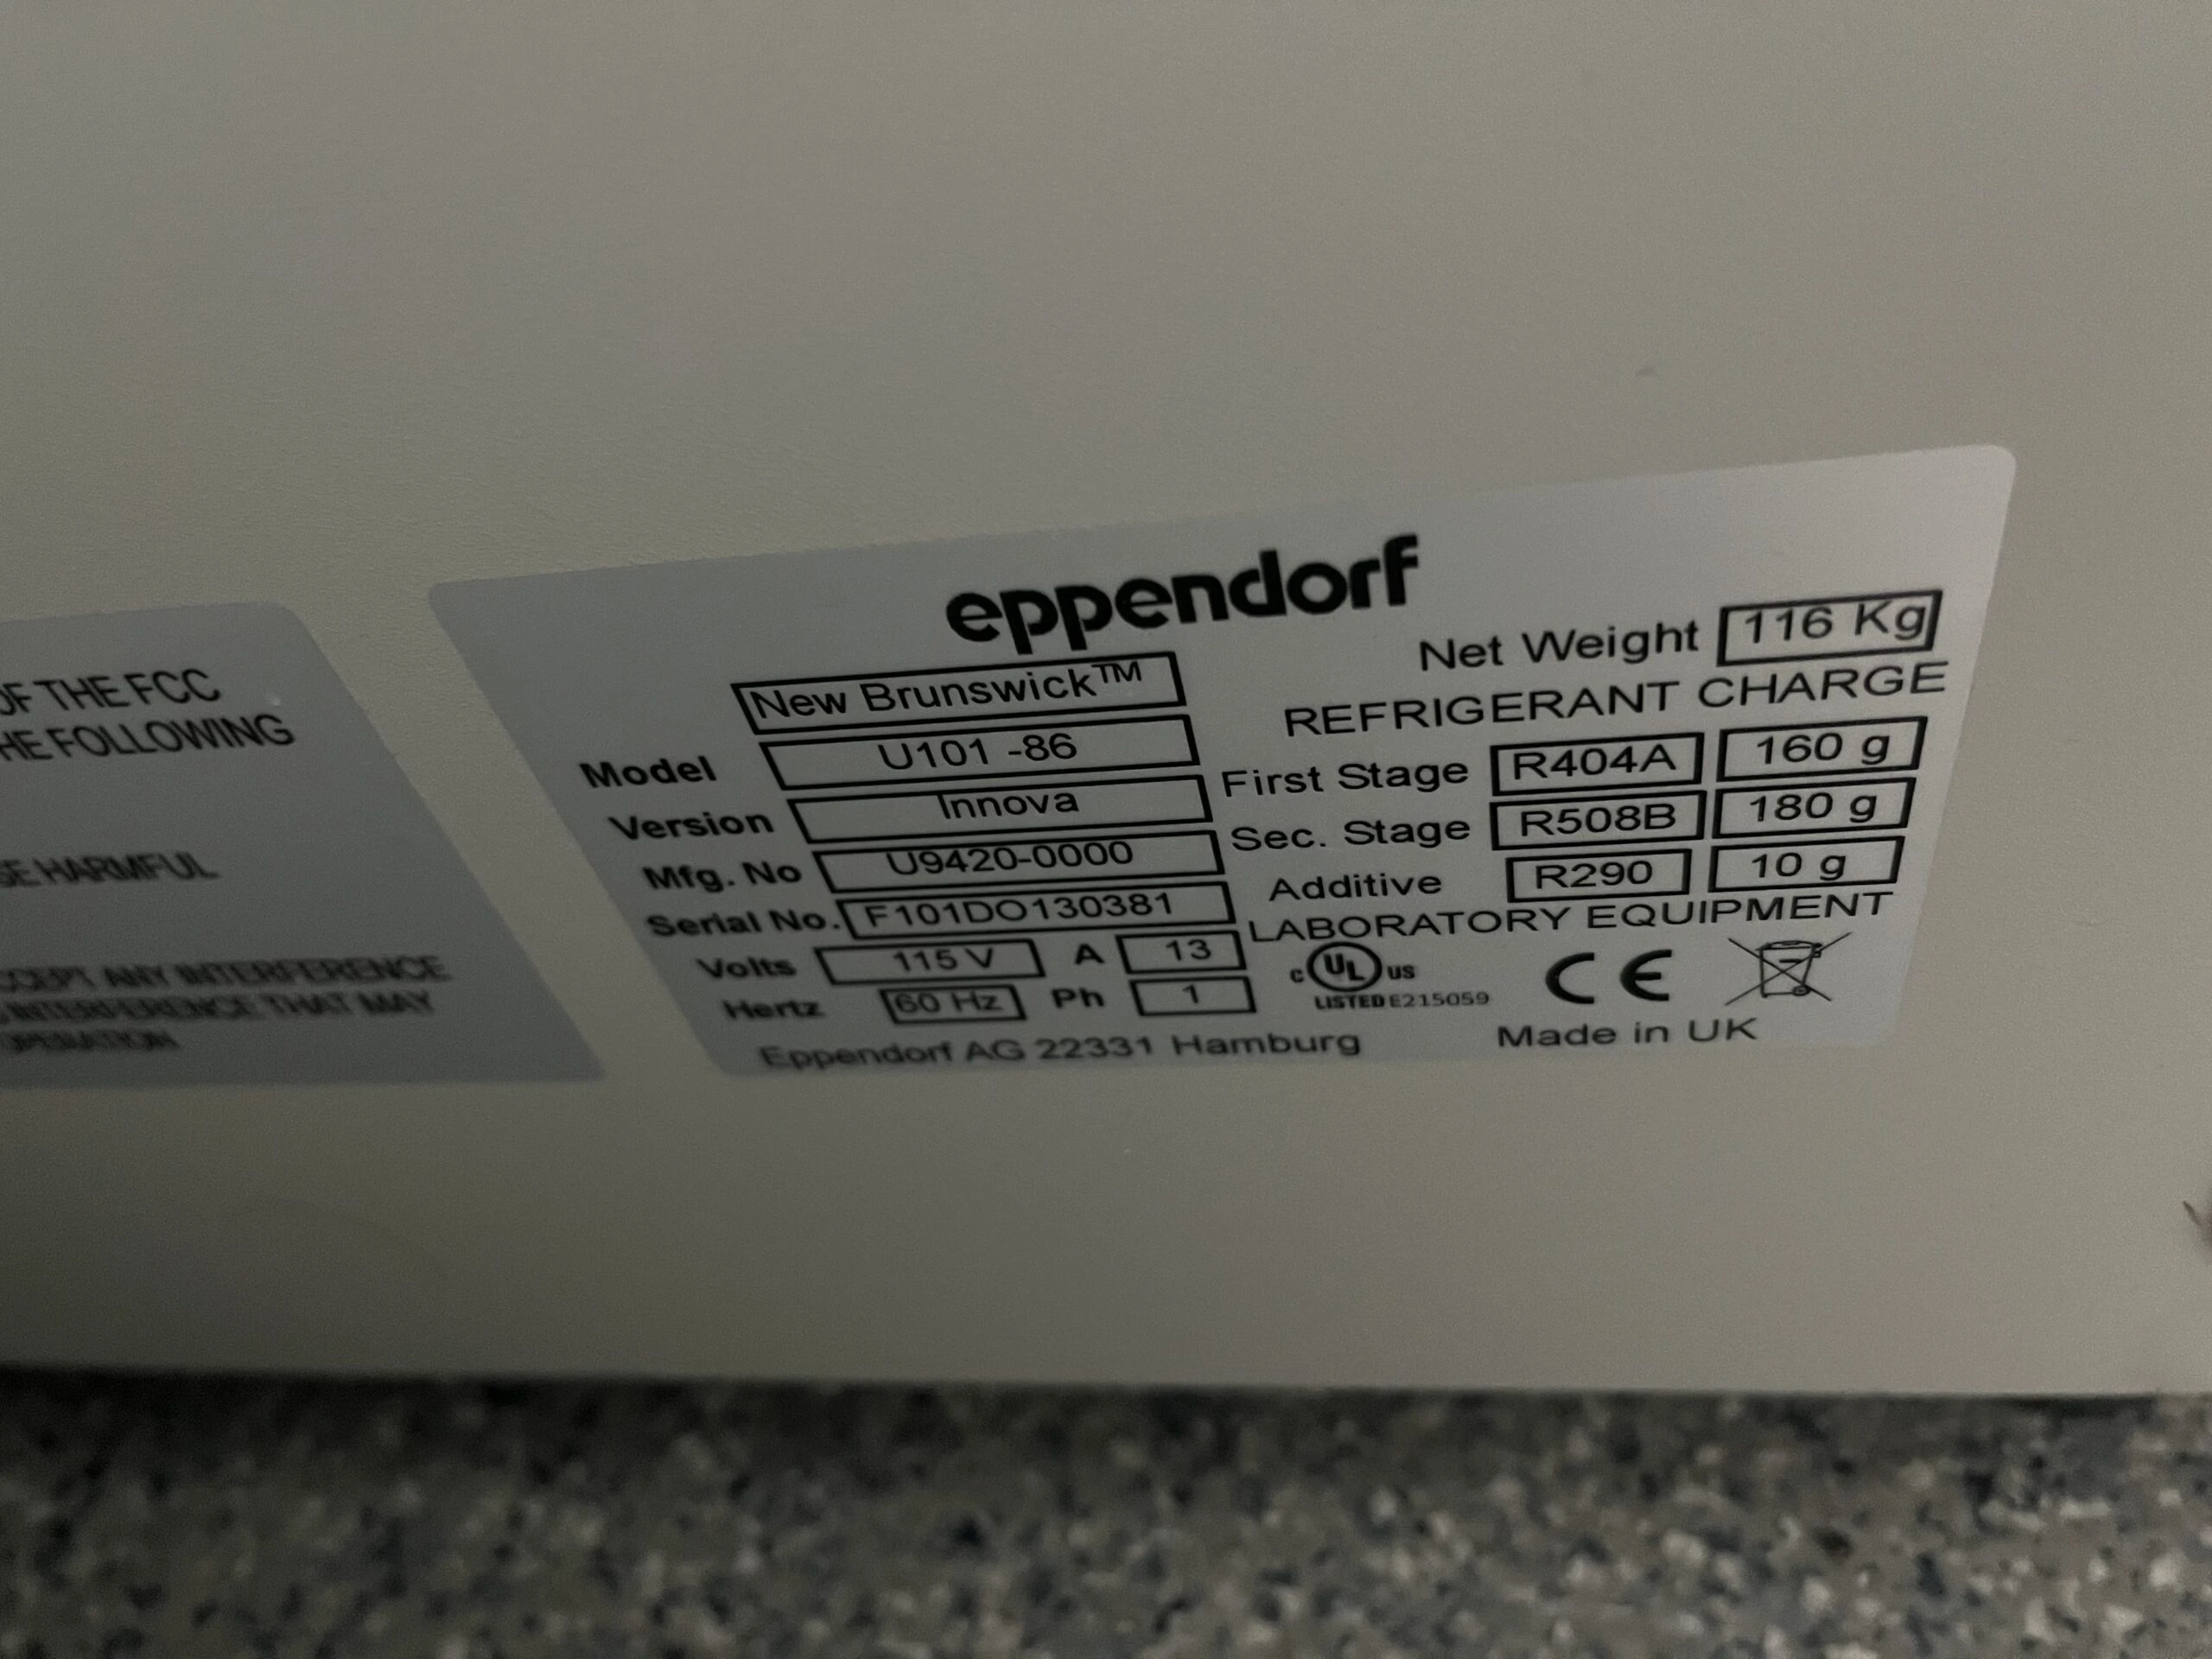 OF THE FCC
HE FOLLOWING
SE HARMFUL
CCEPT ANY INTERFERENCE
INTERFERENCE THAT MAY
OPERATION
eppendorf
New Brunswick™
Model U101 -86
Version Innova
Mfg. No U9420-0000
Serial No. F101DO130381
Volts 115 V A 13
Hertz 60 Hz Ph 1
Eppendorf AG 22331 Hamburg
Net Weight 116 Kg
REFRIGERANT CHARGE
First Stage R404A 160 g
Sec. Stage R508B 180 g
Additive R290 10 g
LABORATORY EQUIPMENT
c UL us CE
LISTED E215059
Made in UK